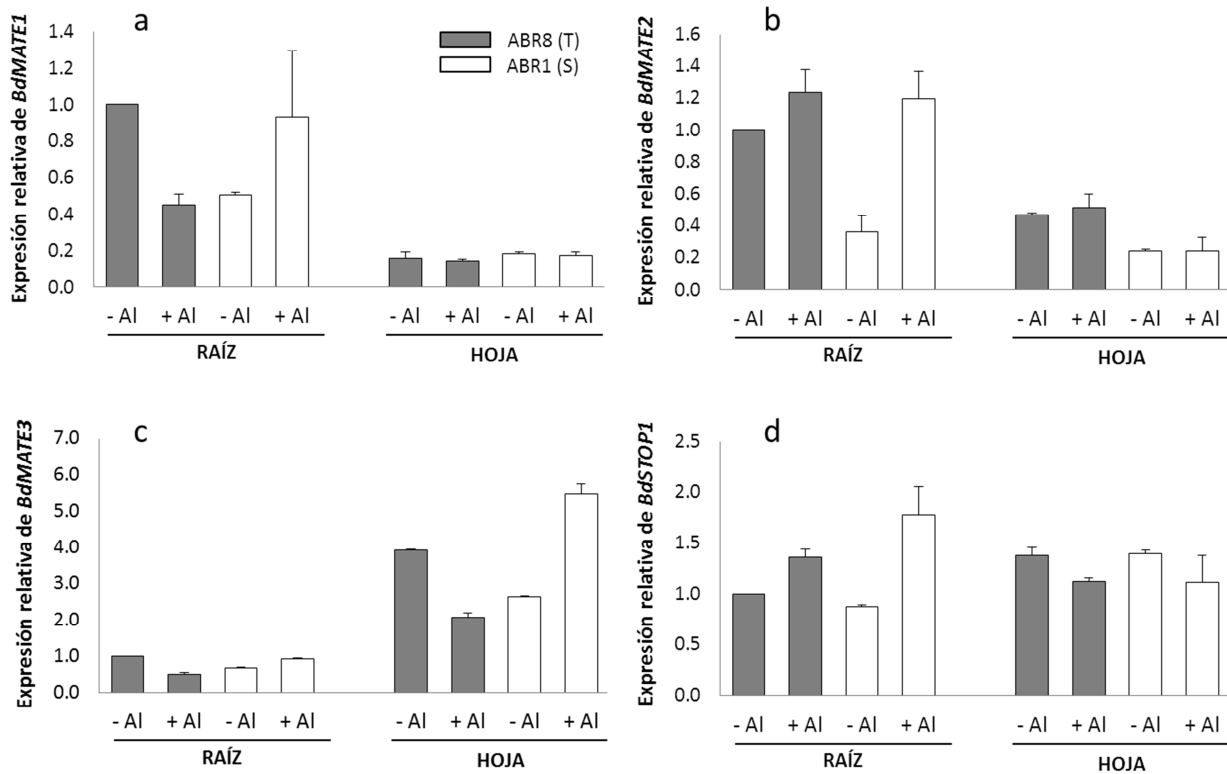 a
Expresión relativa de BdMATE1
1.4
1.2
1.0
0.8
0.6
0.4
0.2
0.0
ABR8 (T)
ABR1 (S)
- Al + Al - Al + Al - Al + Al - Al + Al
RAÍZ HOJA
b
Expresión relativa de BdMATE2
1.6
1.4
1.2
1.0
0.8
0.6
0.4
0.2
0.0
- Al + Al - Al + Al - Al + Al - Al + Al
RAÍZ HOJA
c
Expresión relativa de BdMATE3
7.0
6.0
5.0
4.0
3.0
2.0
1.0
0.0
- Al + Al - Al + Al - Al + Al - Al + Al
RAÍZ HOJA
d
Expresión relativa de BdSTOP1
2.5
2.0
1.5
1.0
0.5
0.0
- Al + Al - Al + Al - Al + Al - Al + Al
RAÍZ HOJA